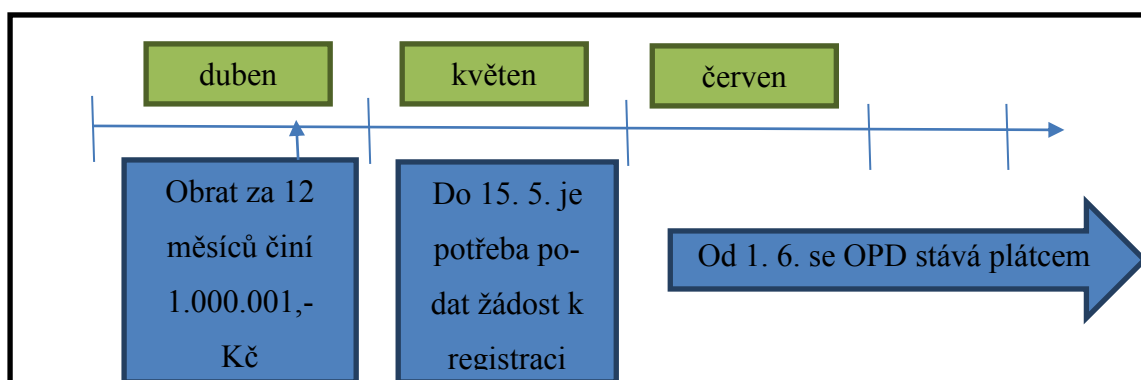 duben
květen
červen
Obrat za 12
měsíců činí
1.000.001,-
Kč
Do 15. 5. je
potřeba po-
dat žádost k
registraci
Od 1. 6. se OPD stává plátcem